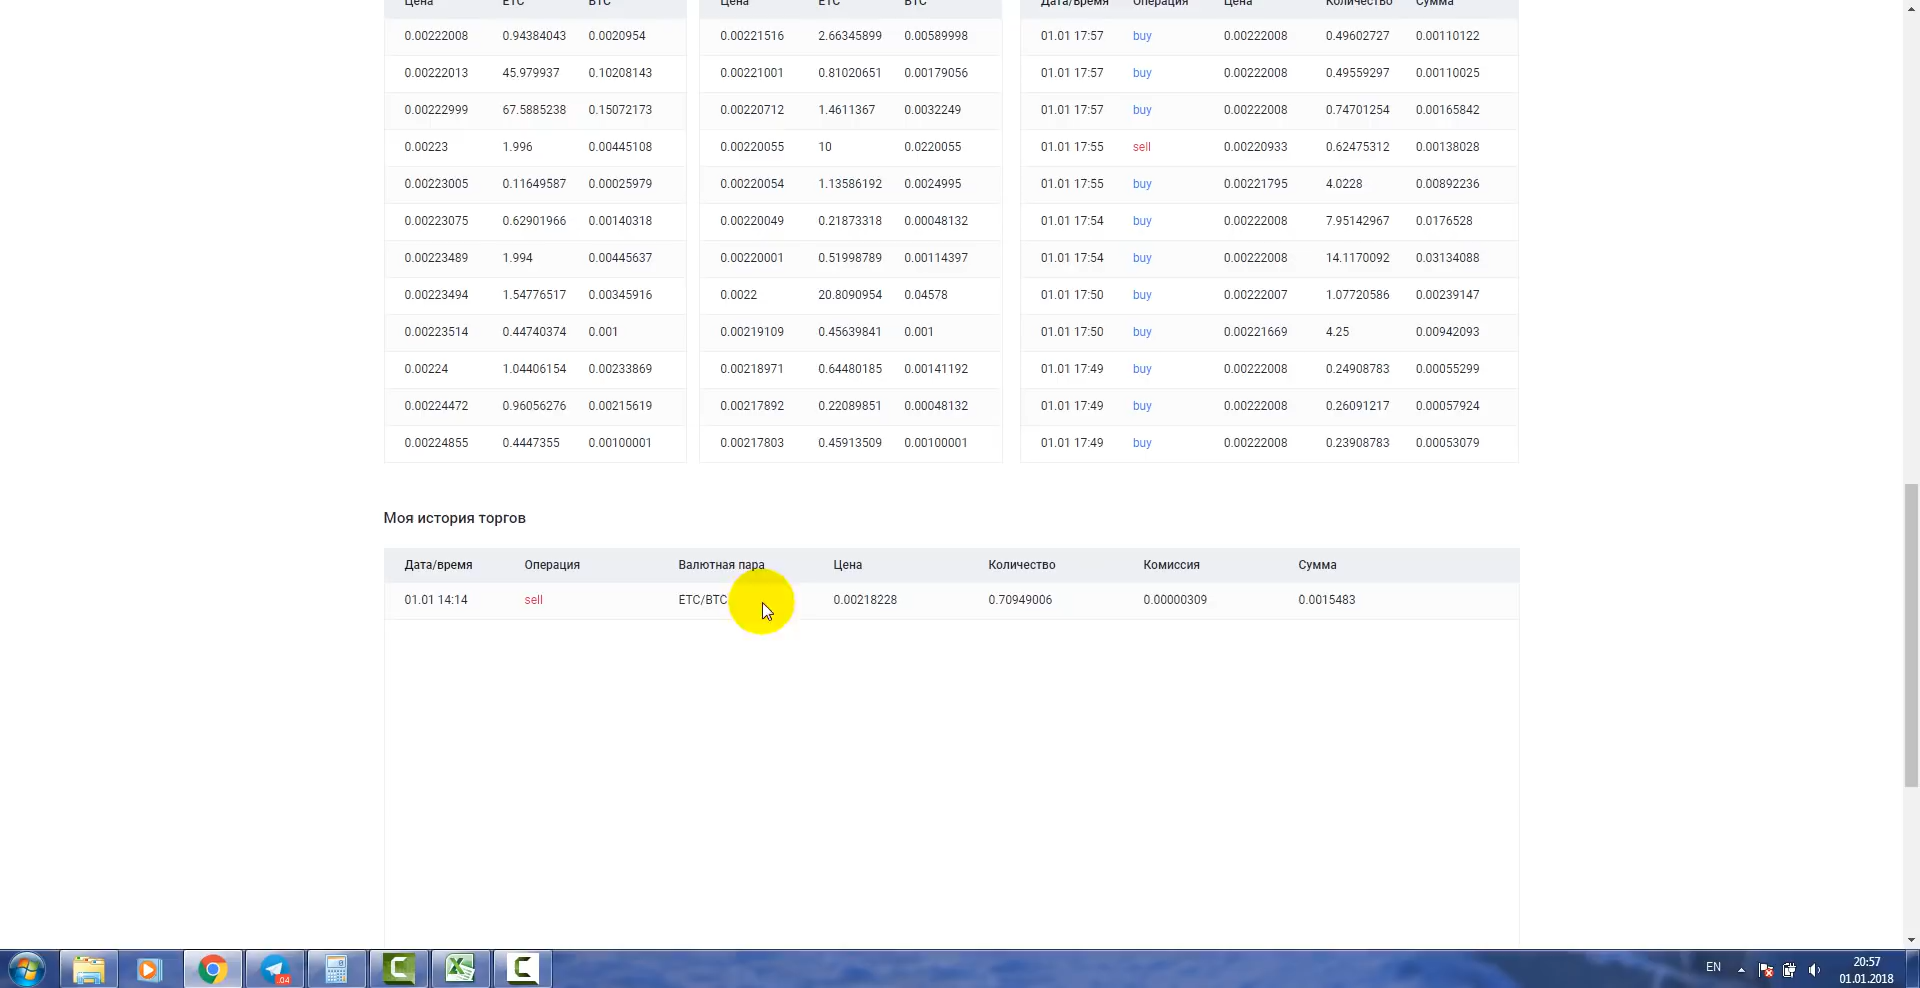 Цена ETC BTC Цена ETC BTC Дата/время Операция Цена Количество Сумма
0.00222008 0.94384043 0.0020954 0.00221516 2.66345899 0.00589998 01.01 17:57 buy 0.00222008 0.49602727 0.00110122
0.00222013 45.979937 0.10208143 0.00221001 0.81020651 0.00179056 01.01 17:57 buy 0.00222008 0.49559297 0.00110025
0.00222999 67.5885238 0.15072173 0.00220712 1.4611367 0.0032249 01.01 17:57 buy 0.00222008 0.74701254 0.00165842
0.00223 1.996 0.00445108 0.00220055 10 0.0220055 01.01 17:55 sell 0.00220933 0.62475312 0.00138028
0.00223005 0.11649587 0.00025979 0.00220054 1.13586192 0.0024995 01.01 17:55 buy 0.00221795 4.0228 0.00892236
0.00223075 0.62901966 0.00140318 0.00220049 0.21873318 0.00048132 01.01 17:54 buy 0.00222008 7.95142967 0.0176528
0.00223489 1.994 0.00445637 0.00220001 0.51998789 0.00114397 01.01 17:54 buy 0.00222008 14.1170092 0.03134088
0.00223494 1.54776517 0.00345916 0.0022 20.8090954 0.04578 01.01 17:50 buy 0.00222007 1.07720586 0.00239147
0.00223514 0.44740374 0.001 0.00219109 0.45639841 0.001 01.01 17:50 buy 0.00221669 4.25 0.00942093
0.00224 1.04406154 0.00233869 0.00218971 0.64480185 0.00141192 01.01 17:49 buy 0.00222008 0.24908783 0.00055299
0.00224472 0.96056276 0.00215619 0.00217892 0.22089851 0.00048132 01.01 17:49 buy 0.00222008 0.26091217 0.00057924
0.00224855 0.4447355 0.00100001 0.00217803 0.45913509 0.00100001 01.01 17:49 buy 0.00222008 0.23908783 0.00053079
Моя история торгов
Дата/время Операция Валютная пара Цена Количество Комиссия Сумма
01.01 14:14 sell ETC/BTC 0.00218228 0.70949006 0.00000309 0.0015483
.04
EN
20:57
01.01.2018